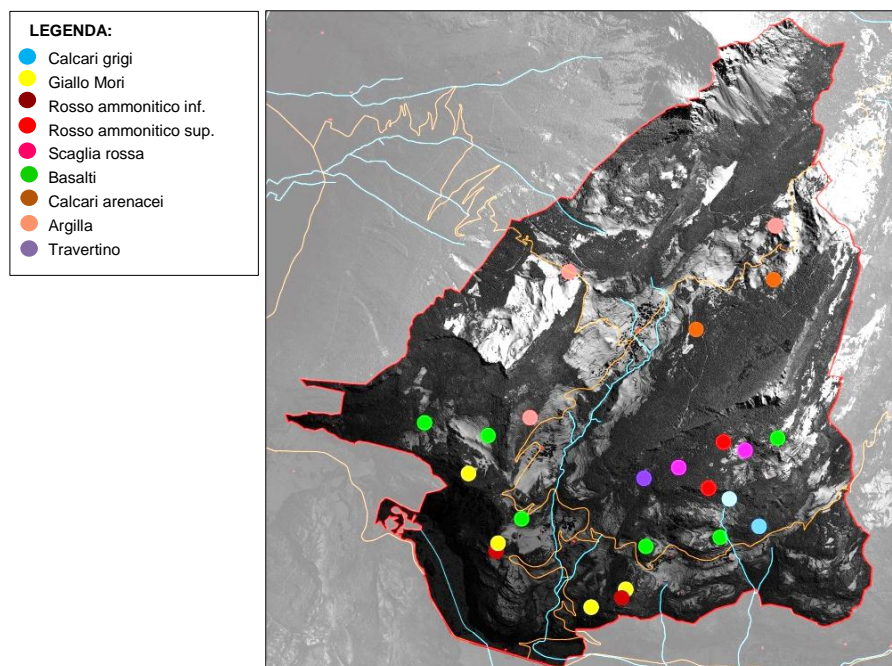 LEGENDA:
Calcari grigi
Giallo Mori
Rosso ammonitico inf.
Rosso ammonitico sup.
Scaglia rossa
Basalti
Calcari arenacei
Argilla
Travertino